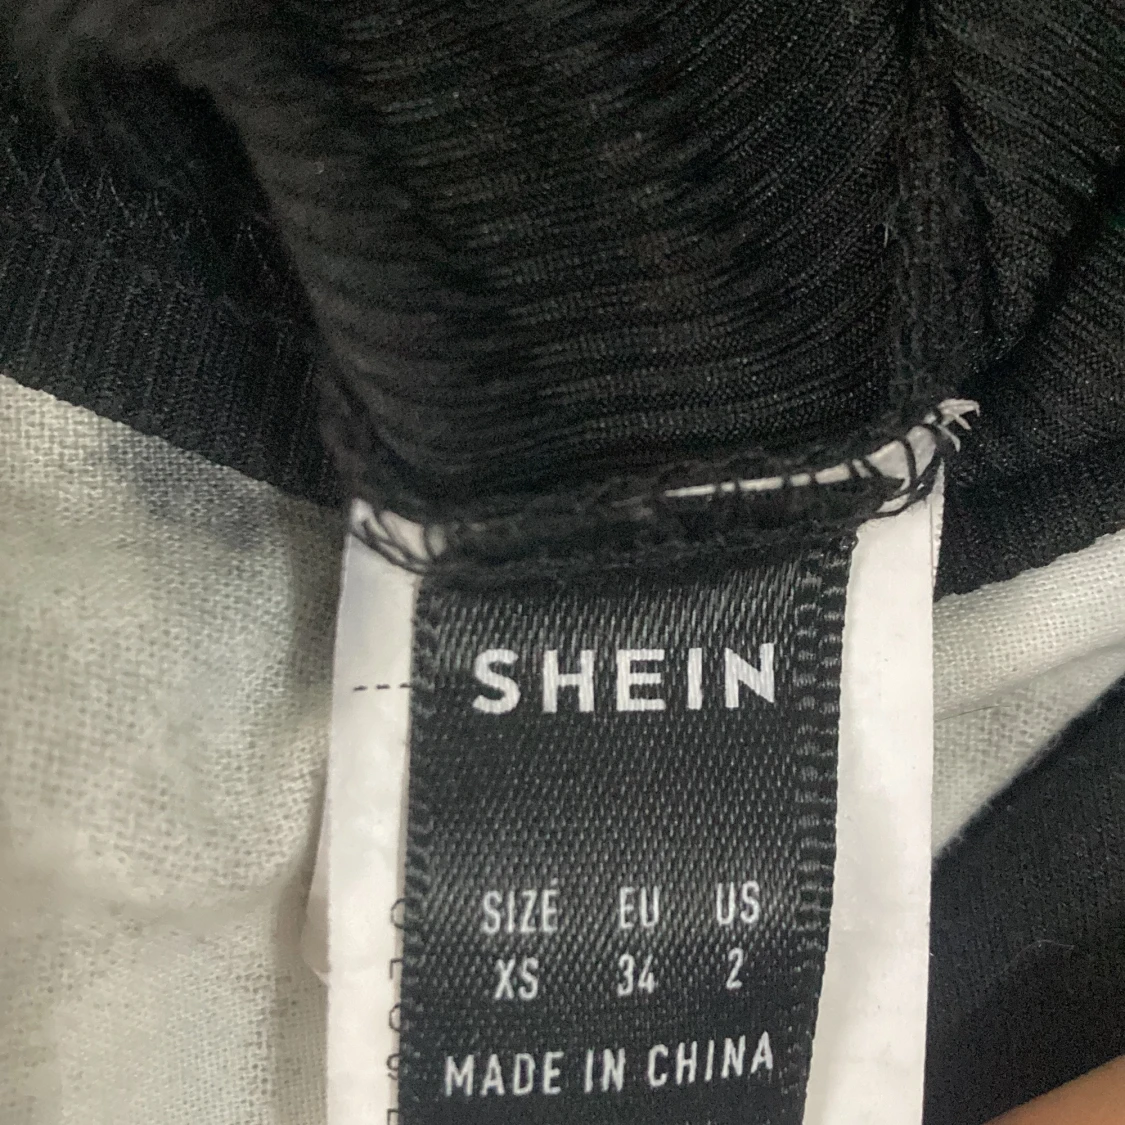 SHEIN
SIZE EU US
XS 34 2
MADE IN CHINA